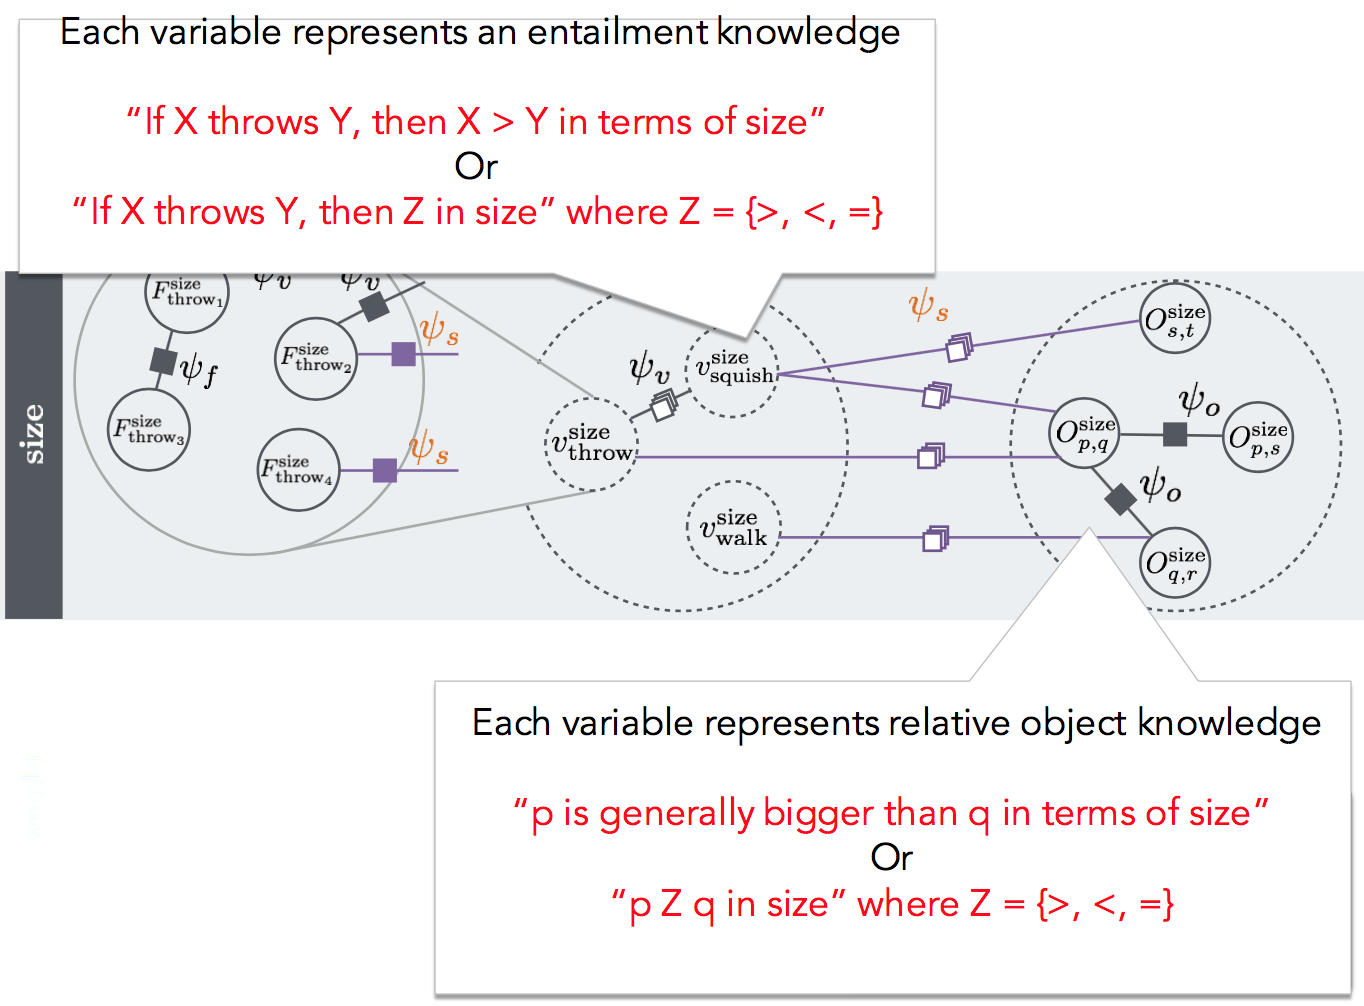 Each variable represents an entailment knowledge
“If X throws Y, then X > Y in terms of size”
Or
“If X throws Y, then Z in size” where Z = {>, <, =}
size
F^size_throw₁
ψ_v
ψ_v
ψ_f
F^size_throw₂
ψ_s
F^size_throw₃
F^size_throw₄
ψ_s
v^size_throw
ψ_v
v^size_squish
v^size_walk
ψ_s
O^size_s,t
O^size_p,q
ψ_o
O^size_p,s
ψ_o
O^size_q,r
Each variable represents relative object knowledge
“p is generally bigger than q in terms of size”
Or
“p Z q in size” where Z = {>, <, =}